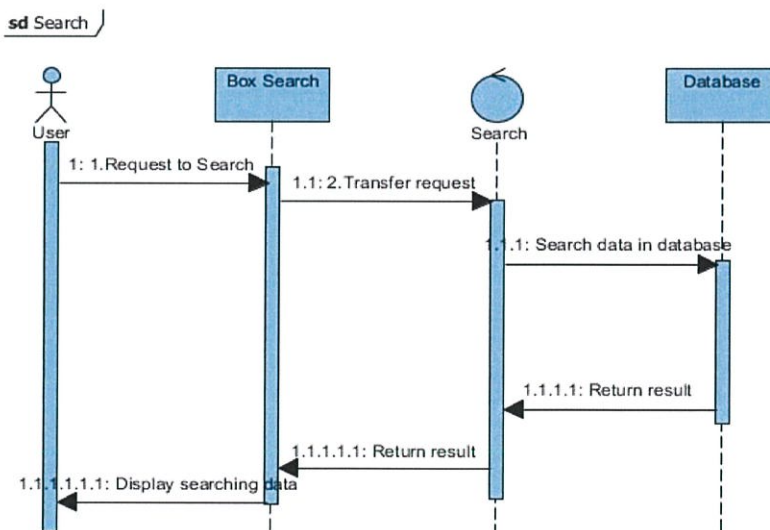 sd Search
Box Search
Database
User
Search
1: 1.Request to Search
1.1: 2.Transfer request
1.1.1: Search data in database
1.1.1.1: Return result
1.1.1.1.1: Return result
1.1.1.1.1.1: Display searching data